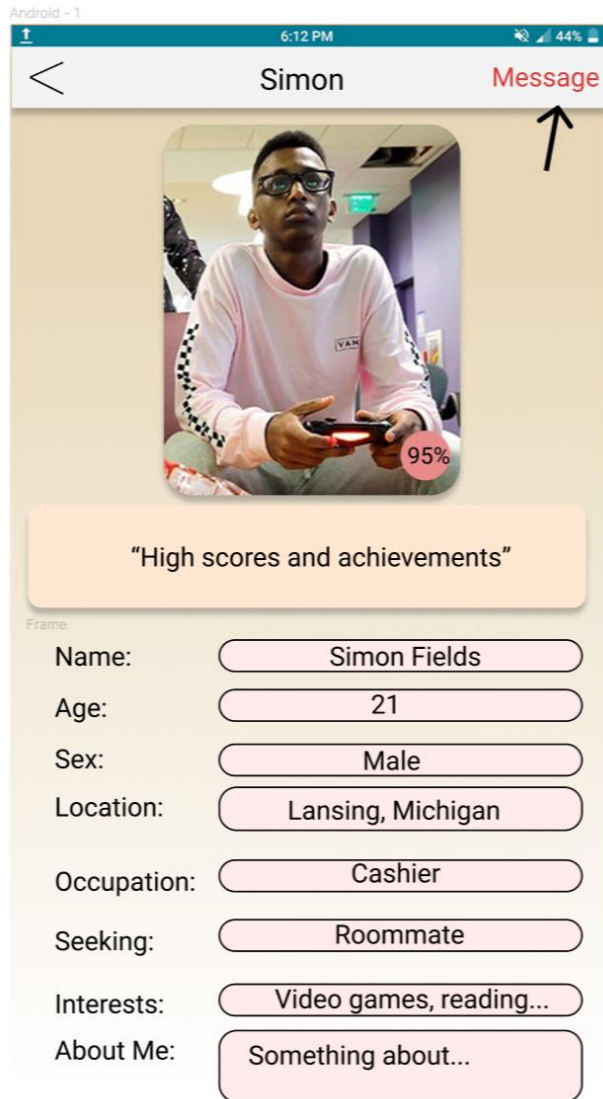 Android - 1
6:12 PM
44%
Simon
Message
VAN
95%
“High scores and achievements”
Frame
Name:
Simon Fields
Age:
21
Sex:
Male
Location:
Lansing, Michigan
Occupation:
Cashier
Seeking:
Roommate
Interests:
Video games, reading...
About Me:
Something about...